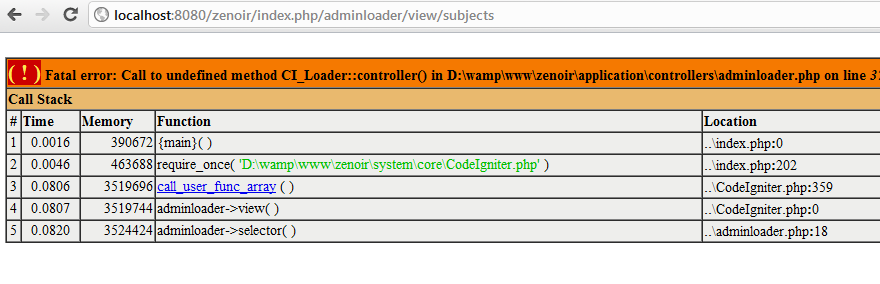 localhost:8080/zenoir/index.php/adminloader/view/subjects
( ! ) Fatal error: Call to undefined method CI_Loader::controller() in D:\wamp\www\zenoir\application\controllers\adminloader.php on line
Call Stack
# Time Memory Function Location
1 0.0016 390672 {main}( ) ..\index.php:0
2 0.0046 463688 require_once( 'D:\wamp\www\zenoir\system\core\CodeIgniter.php' ) ..\index.php:202
3 0.0806 3519696 call_user_func_array ( ) ..\CodeIgniter.php:359
4 0.0807 3519744 adminloader->view( ) ..\CodeIgniter.php:0
5 0.0820 3524424 adminloader->selector( ) ..\adminloader.php:18